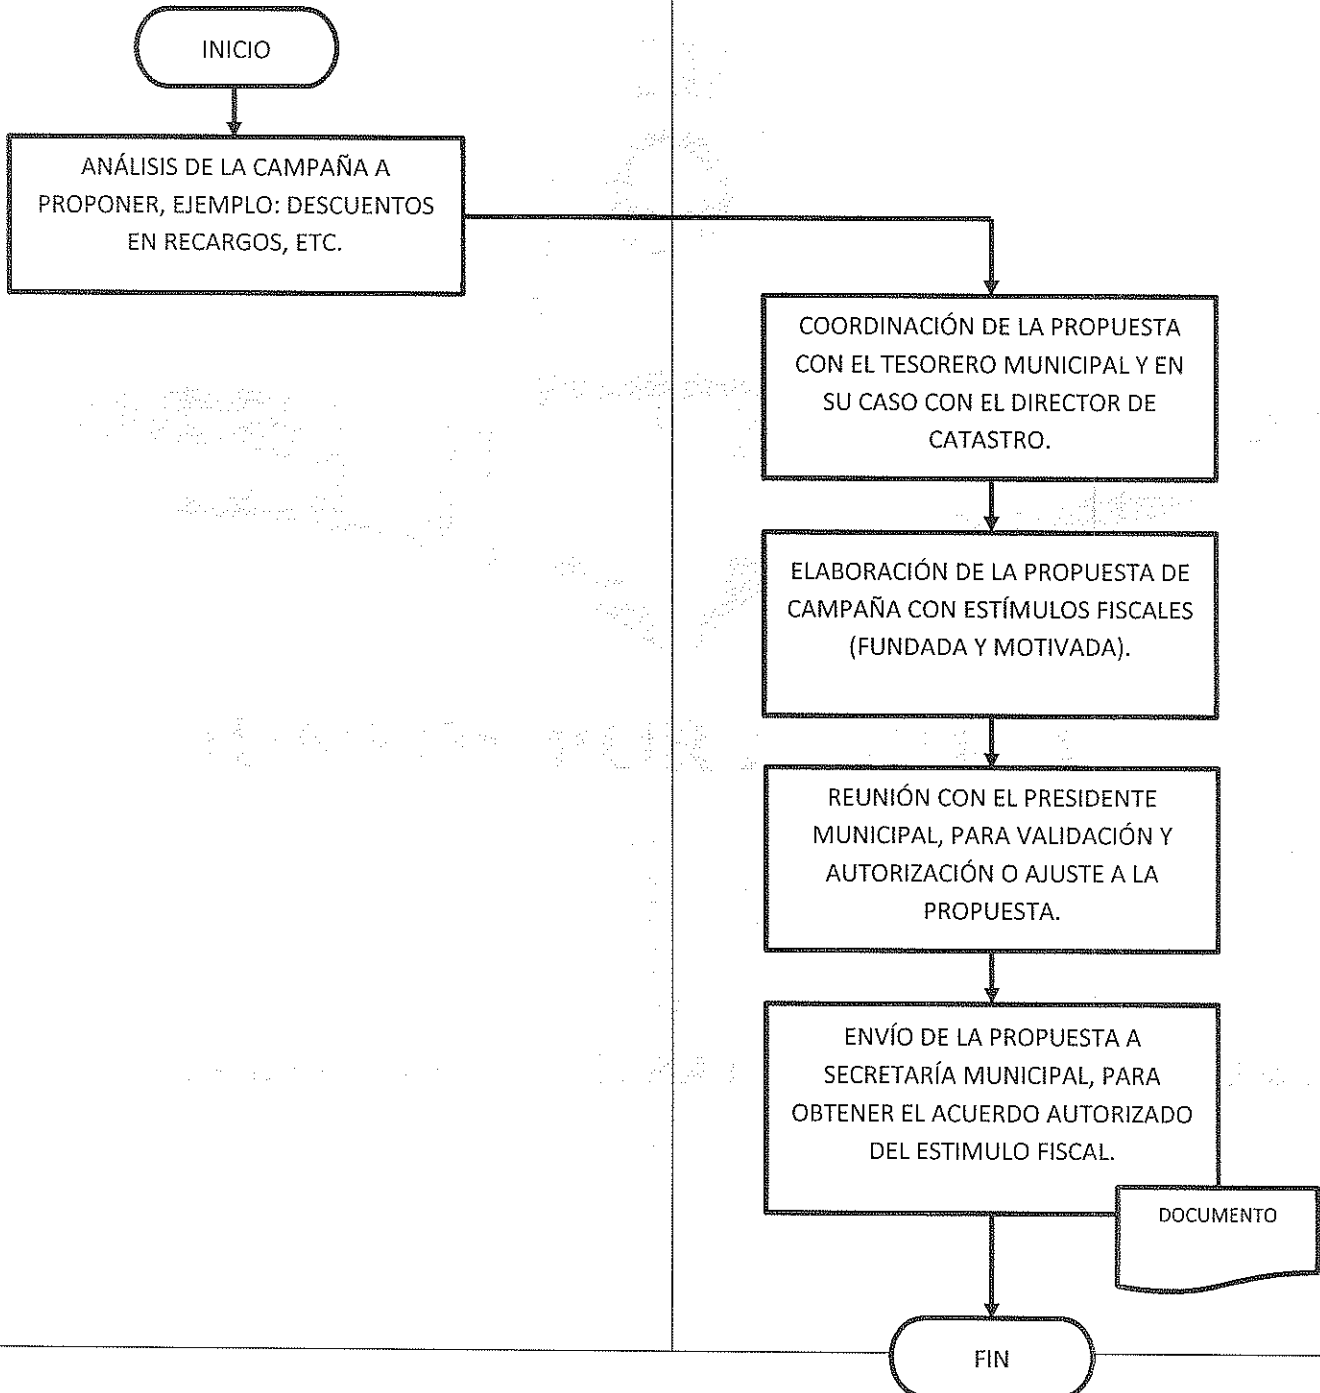 INICIO
ANÁLISIS DE LA CAMPAÑA A
PROPONER, EJEMPLO: DESCUENTOS
EN RECARGOS, ETC.
COORDINACIÓN DE LA PROPUESTA
CON EL TESORERO MUNICIPAL Y EN
SU CASO CON EL DIRECTOR DE
CATASTRO.
ELABORACIÓN DE LA PROPUESTA DE
CAMPAÑA CON ESTÍMULOS FISCALES
(FUNDADA Y MOTIVADA).
REUNIÓN CON EL PRESIDENTE
MUNICIPAL, PARA VALIDACIÓN Y
AUTORIZACIÓN O AJUSTE A LA
PROPUESTA.
ENVÍO DE LA PROPUESTA A
SECRETARÍA MUNICIPAL, PARA
OBTENER EL ACUERDO AUTORIZADO
DEL ESTIMULO FISCAL.
DOCUMENTO
FIN